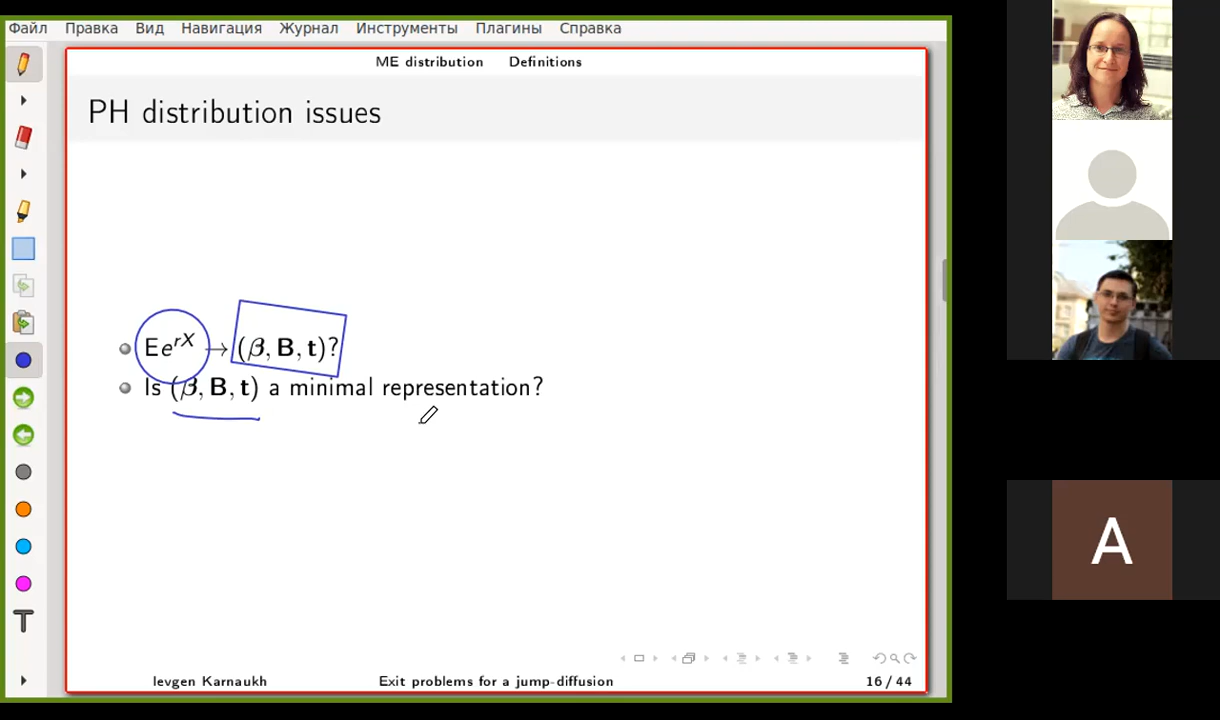 Файл Правка Вид Навигация Журнал Инструменты Плагины Справка
ME distribution Definitions
PH distribution issues
Ee^{rX} → (β, B, t)?
Is (β, B, t) a minimal representation?
Ievgen Karnaukh Exit problems for a jump-diffusion 16 / 44
T
A